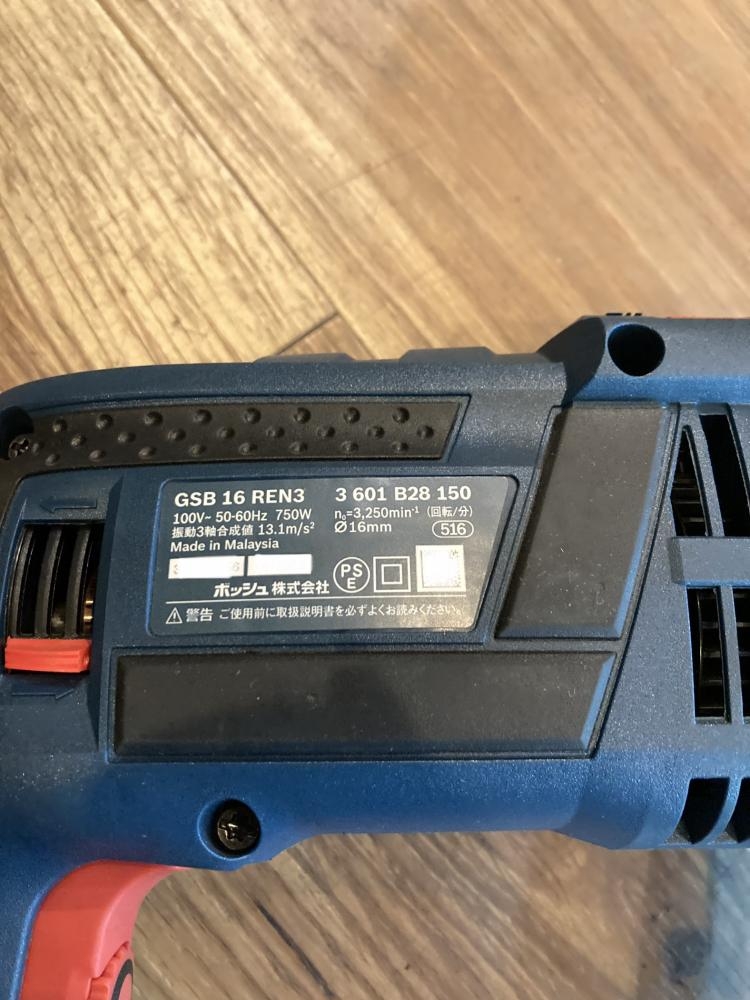 GSB 16 REN3 3 601 B28 150
100V~ 50-60Hz 750W n₀=3,250min⁻¹ (回転/分)
振動3軸合成値 13.1m/s² Ø16mm 516
Made in Malaysia
ボッシュ株式会社 PS E
⚠ 警告 ご使用前に取扱説明書を必ずよくお読みください。